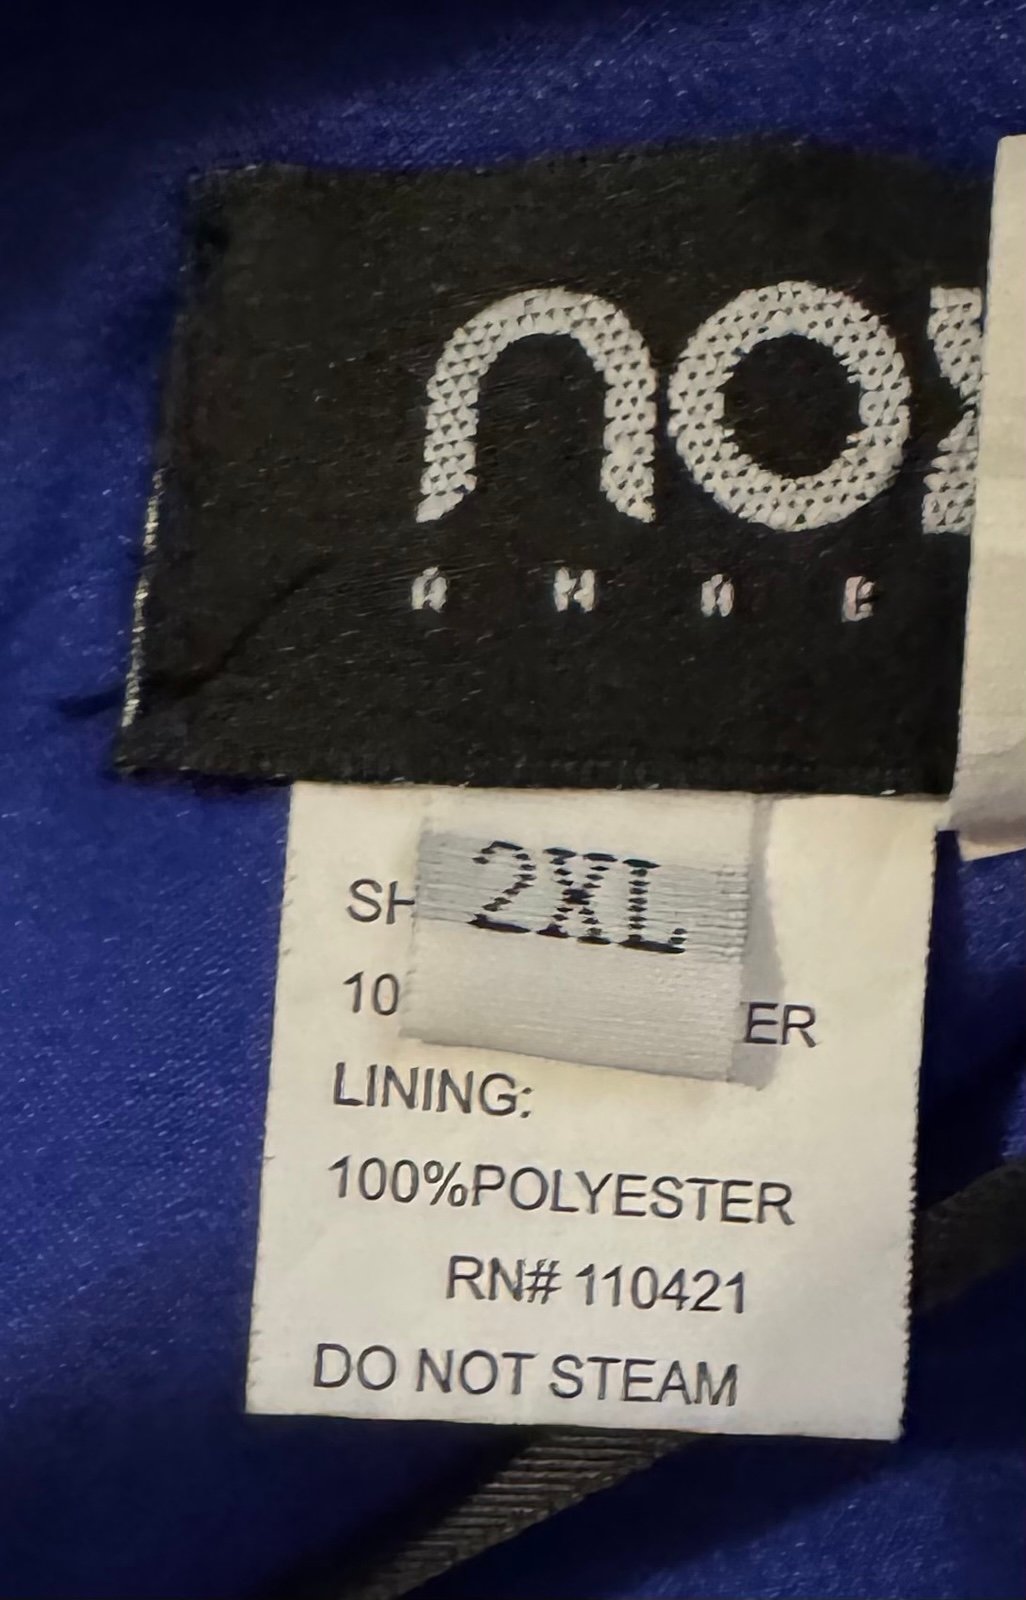 nox
A N A B
2XL
SH
10 ER
LINING:
100%POLYESTER
RN# 110421
DO NOT STEAM